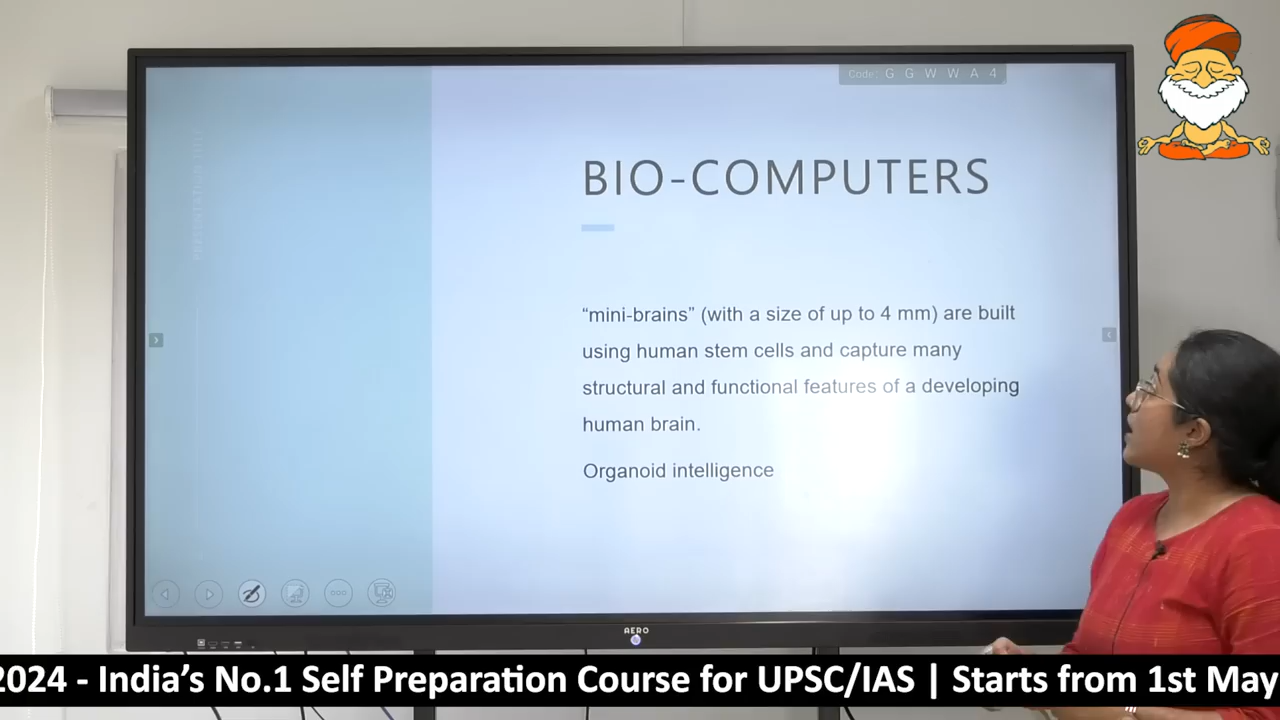 Code: G G W W A 4
BIO-COMPUTERS
“mini-brains” (with a size of up to 4 mm) are built
using human stem cells and capture many
structural and functional features of a developing
human brain.
Organoid intelligence
AERO
2024 - India’s No.1 Self Preparation Course for UPSC/IAS | Starts from 1st May